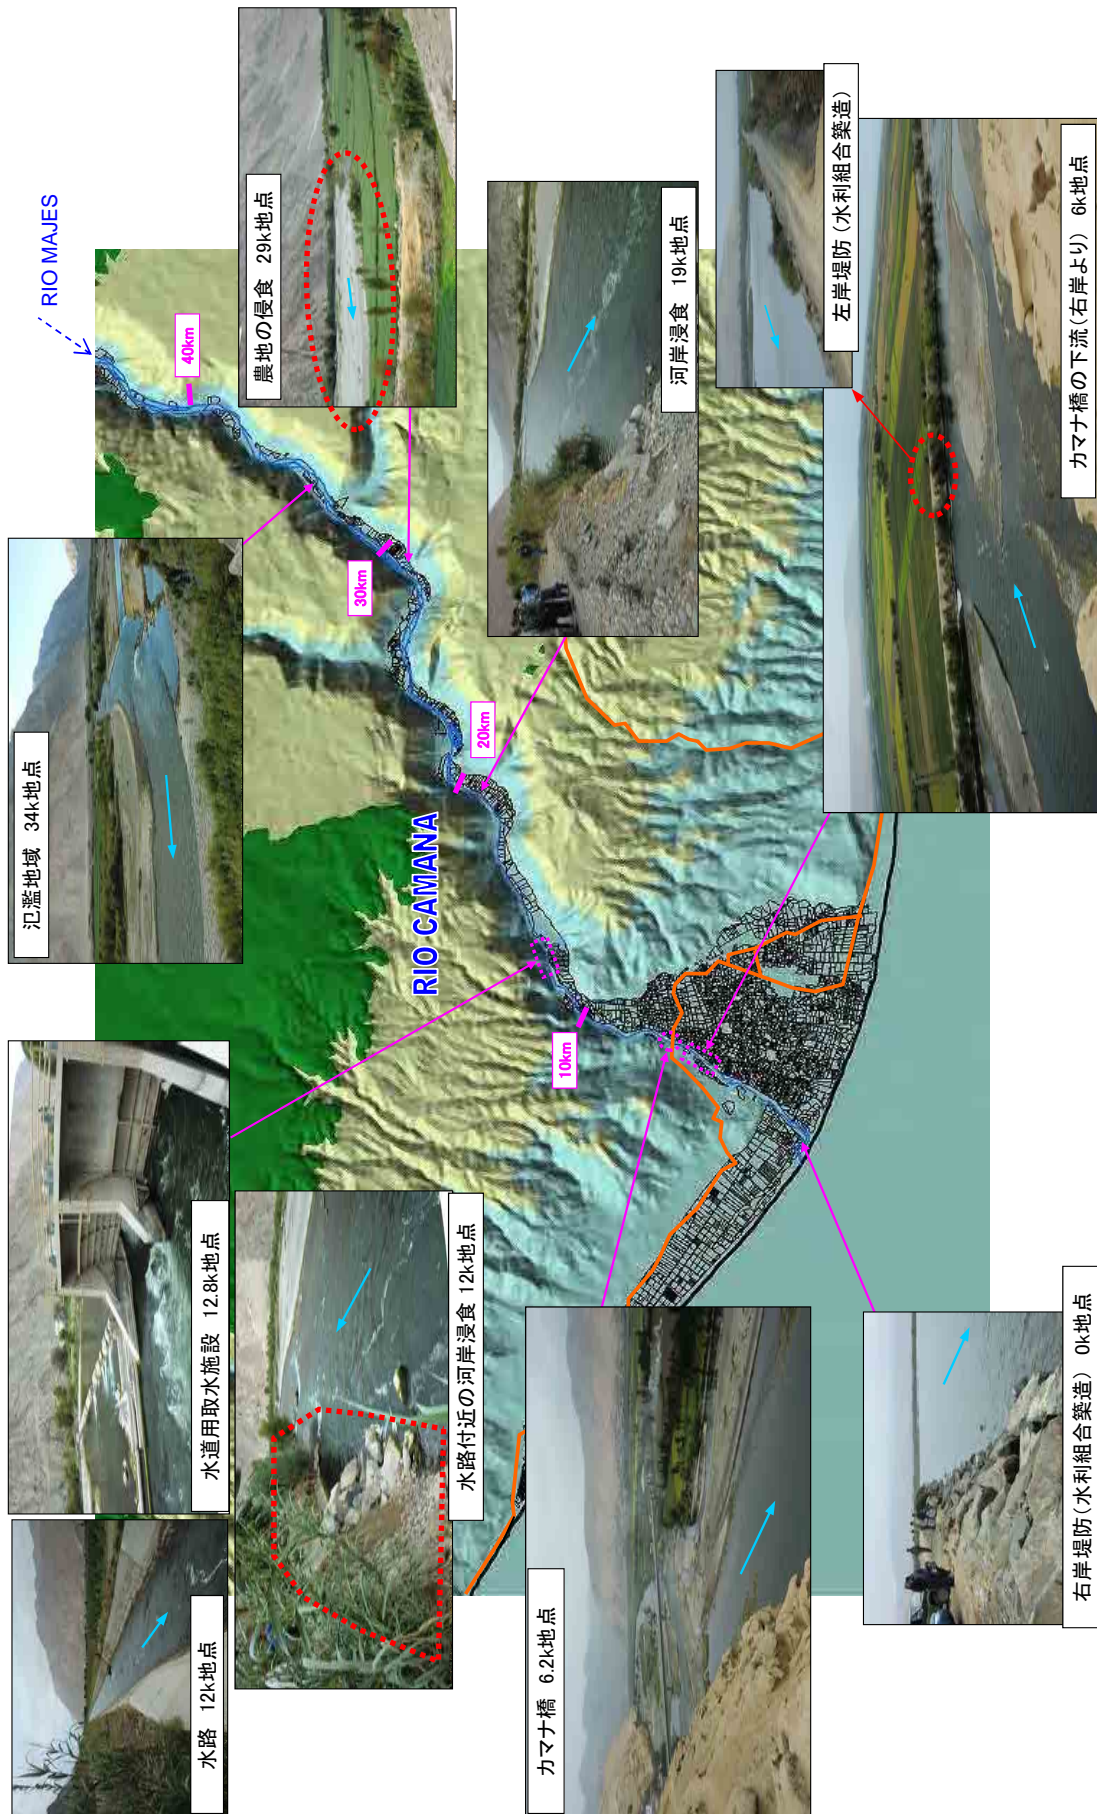 水路 12k地点
水道用取水施設 12.8k地点
氾濫地域 34k地点
RIO MAJES
水路付近の河岸浸食 12k地点
農地の侵食 29k地点
40km
30km
20km
10km
RIO CAMANA
河岸浸食 19k地点
カマナ橋 6.2k地点
左岸堤防(水利組合築造)
右岸堤防(水利組合築造) 0k地点
カマナ橋の下流(右岸より) 6k地点